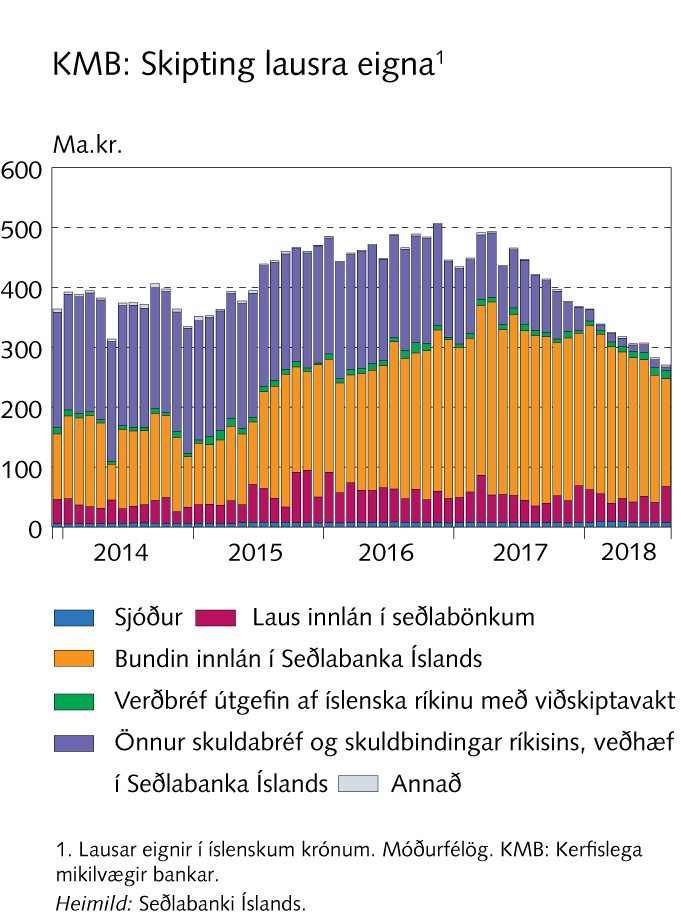 KMB: Skipting lausra eigna¹
Ma.kr.
600
500
400
300
200
100
0
2014 2015 2016 2017 2018
Sjóður Laus innlán í seðlabönkum
Bundin innlán í Seðlabanka Íslands
Verðbréf útgefin af íslenska ríkinu með viðskiptavakt
Önnur skuldabréf og skuldbindingar ríkisins, veðhæf
í Seðlabanka Íslands Annað
1. Lausar eignir í íslenskum krónum. Móðurfélög. KMB: Kerfislega
mikilvægir bankar.
Heimild: Seðlabanki Íslands.